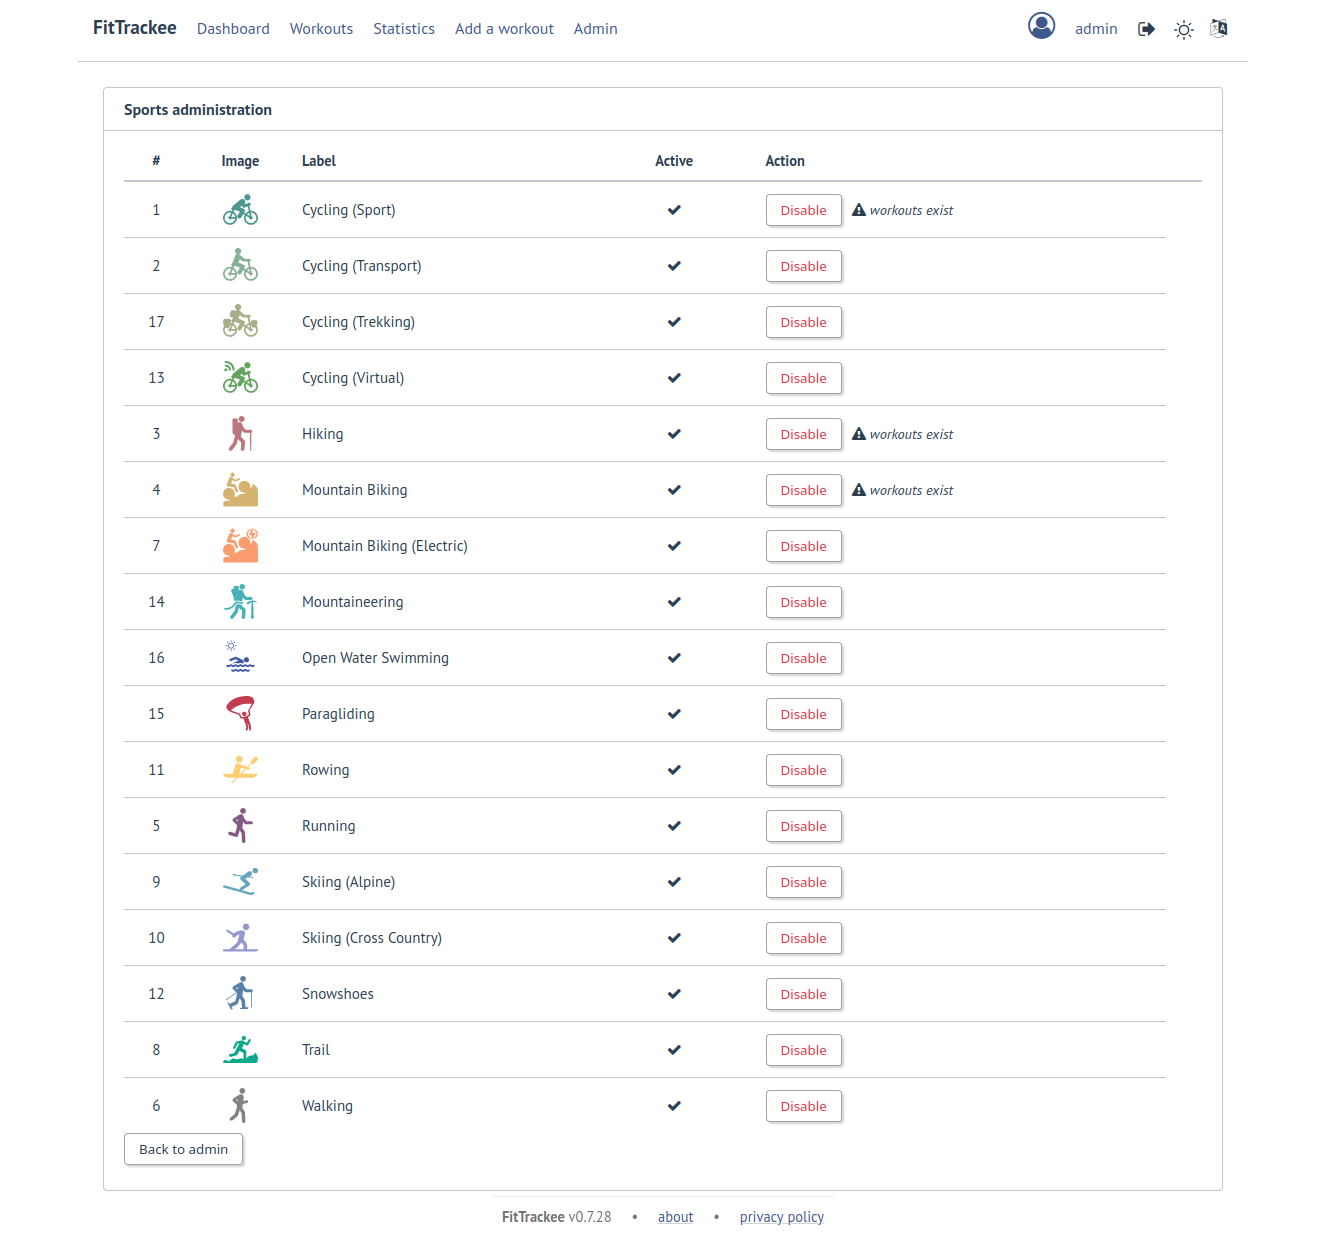 FitTrackee Dashboard Workouts Statistics Add a workout Admin admin
Sports administration
# Image Label Active Action
1 Cycling (Sport) Disable workouts exist
2 Cycling (Transport) Disable
17 Cycling (Trekking) Disable
13 Cycling (Virtual) Disable
3 Hiking Disable workouts exist
4 Mountain Biking Disable workouts exist
7 Mountain Biking (Electric) Disable
14 Mountaineering Disable
16 Open Water Swimming Disable
15 Paragliding Disable
11 Rowing Disable
5 Running Disable
9 Skiing (Alpine) Disable
10 Skiing (Cross Country) Disable
12 Snowshoes Disable
8 Trail Disable
6 Walking Disable
Back to admin
FitTrackee v0.7.28 • about • privacy policy